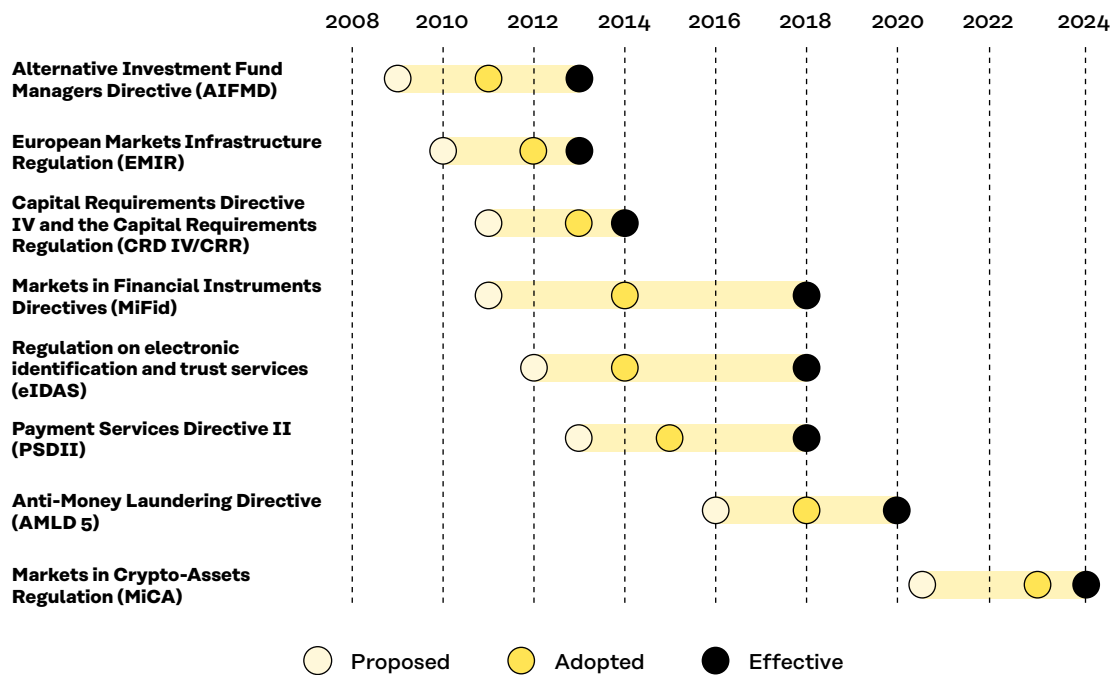 2008 2010 2012 2014 2016 2018 2020 2022 2024
Alternative Investment Fund
Managers Directive (AIFMD)
European Markets Infrastructure
Regulation (EMIR)
Capital Requirements Directive
IV and the Capital Requirements
Regulation (CRD IV/CRR)
Markets in Financial Instruments
Directives (MiFid)
Regulation on electronic
identification and trust services
(eIDAS)
Payment Services Directive II
(PSDII)
Anti-Money Laundering Directive
(AMLD 5)
Markets in Crypto-Assets
Regulation (MiCA)
Proposed Adopted Effective